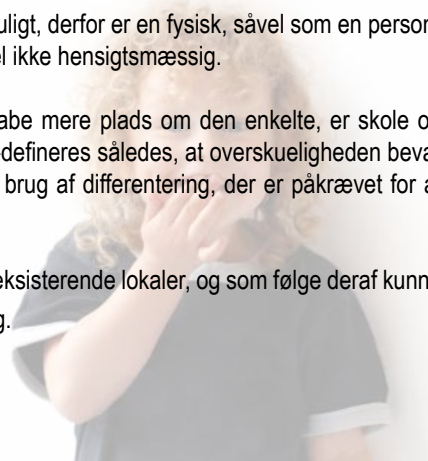 uligt, derfor er en fysisk, såvel som en person
el ikke hensigtsmæssig.
abe mere plads om den enkelte, er skole o
defineres således, at overskueligheden beva
brug af differentering, der er påkrævet for a
eksisterende lokaler, og som følge deraf kunn
g.